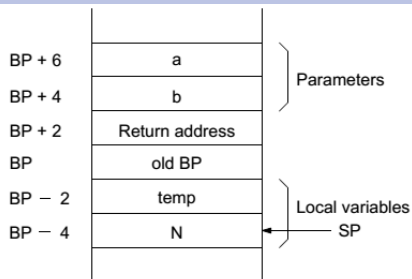 BP + 6 a
Parameters
BP + 4 b
BP + 2 Return address
BP old BP
BP − 2 temp
Local variables
BP − 4 N SP